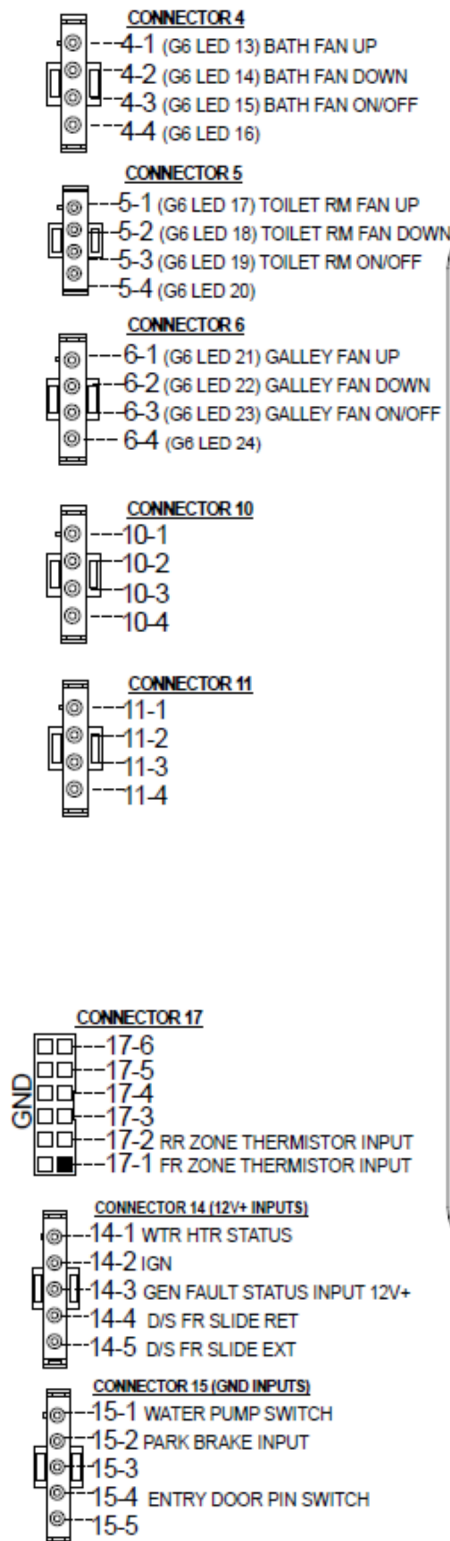 CONNECTOR 4
4-1 (G6 LED 13) BATH FAN UP
4-2 (G6 LED 14) BATH FAN DOWN
4-3 (G6 LED 15) BATH FAN ON/OFF
4-4 (G6 LED 16)
CONNECTOR 5
5-1 (G6 LED 17) TOILET RM FAN UP
5-2 (G6 LED 18) TOILET RM FAN DOWN
5-3 (G6 LED 19) TOILET RM ON/OFF
5-4 (G6 LED 20)
CONNECTOR 6
6-1 (G6 LED 21) GALLEY FAN UP
6-2 (G6 LED 22) GALLEY FAN DOWN
6-3 (G6 LED 23) GALLEY FAN ON/OFF
6-4 (G6 LED 24)
CONNECTOR 10
10-1
10-2
10-3
10-4
CONNECTOR 11
11-1
11-2
11-3
11-4
CONNECTOR 17
GND
17-6
17-5
17-4
17-3
17-2 RR ZONE THERMISTOR INPUT
17-1 FR ZONE THERMISTOR INPUT
CONNECTOR 14 (12V+ INPUTS)
14-1 WTR HTR STATUS
14-2 IGN
14-3 GEN FAULT STATUS INPUT 12V+
14-4 D/S FR SLIDE RET
14-5 D/S FR SLIDE EXT
CONNECTOR 15 (GND INPUTS)
15-1 WATER PUMP SWITCH
15-2 PARK BRAKE INPUT
15-3
15-4 ENTRY DOOR PIN SWITCH
15-5